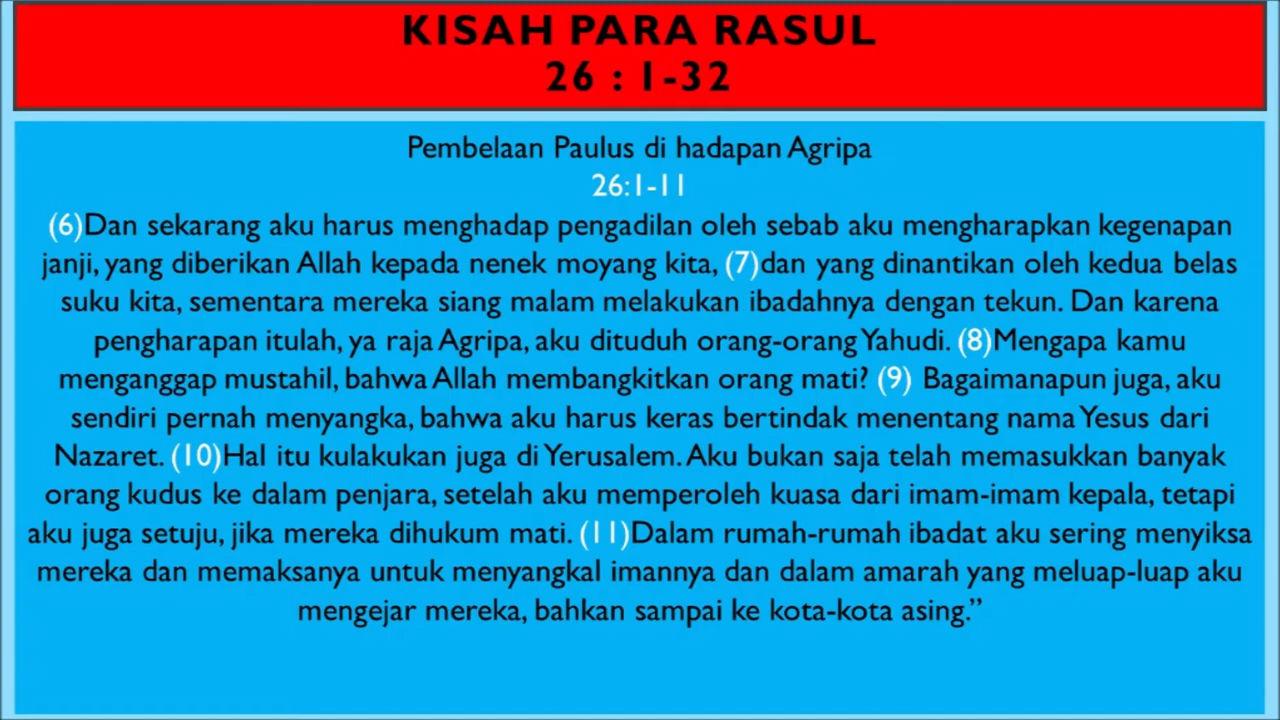 KISAH PARA RASUL
26 : 1-32
Pembelaan Paulus di hadapan Agripa
26:1-11
(6)Dan sekarang aku harus menghadap pengadilan oleh sebab aku mengharapkan kegenapan
janji, yang diberikan Allah kepada nenek moyang kita, (7)dan yang dinantikan oleh kedua belas
suku kita, sementara mereka siang malam melakukan ibadahnya dengan tekun. Dan karena
pengharapan itulah, ya raja Agripa, aku dituduh orang-orang Yahudi. (8)Mengapa kamu
menganggap mustahil, bahwa Allah membangkitkan orang mati? (9) Bagaimanapun juga, aku
sendiri pernah menyangka, bahwa aku harus keras bertindak menentang nama Yesus dari
Nazaret. (10)Hal itu kulakukan juga di Yerusalem. Aku bukan saja telah memasukkan banyak
orang kudus ke dalam penjara, setelah aku memperoleh kuasa dari imam-imam kepala, tetapi
aku juga setuju, jika mereka dihukum mati. (11)Dalam rumah-rumah ibadat aku sering menyiksa
mereka dan memaksanya untuk menyangkal imannya dan dalam amarah yang meluap-luap aku
mengejar mereka, bahkan sampai ke kota-kota asing.”